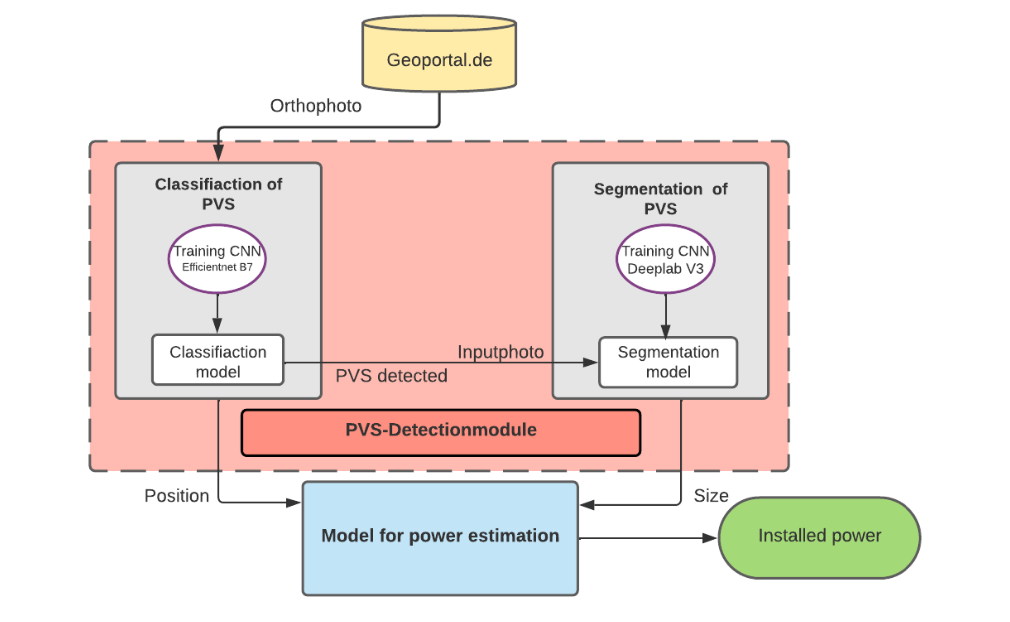 Geoportal.de
Orthophoto
Classifiaction of
PVS
Training CNN
Efficientnet B7
Classifiaction
model
Segmentation of
PVS
Training CNN
Deeplab V3
Segmentation
model
Inputphoto
PVS detected
PVS-Detectionmodule
Position
Size
Model for power estimation
Installed power